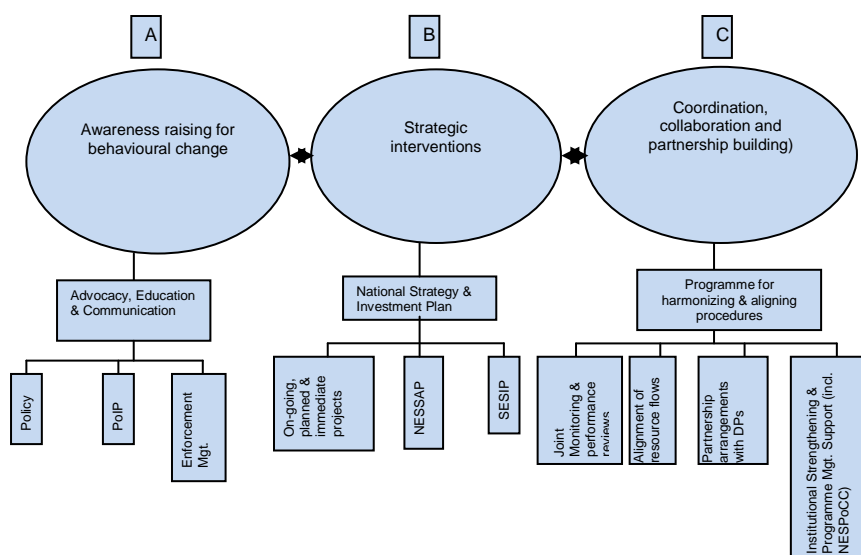 A
B
C
Awareness raising for
behavioural change
Strategic
interventions
Coordination,
collaboration and
partnership building)
Advocacy, Education
& Communication
National Strategy &
Investment Plan
Programme for
harmonizing & aligning
procedures
Policy
PoIP
Enforcement
Mgt.
On-going,
planned &
immediate
projects
NESSAP
SESIP
Joint
Monitoring &
performance
reviews
Alignment of
resource flows
Partnership
arrangements
with DPs
Institutional Strengthening &
Programme Mgt. Support (incl.
NESPoCC)